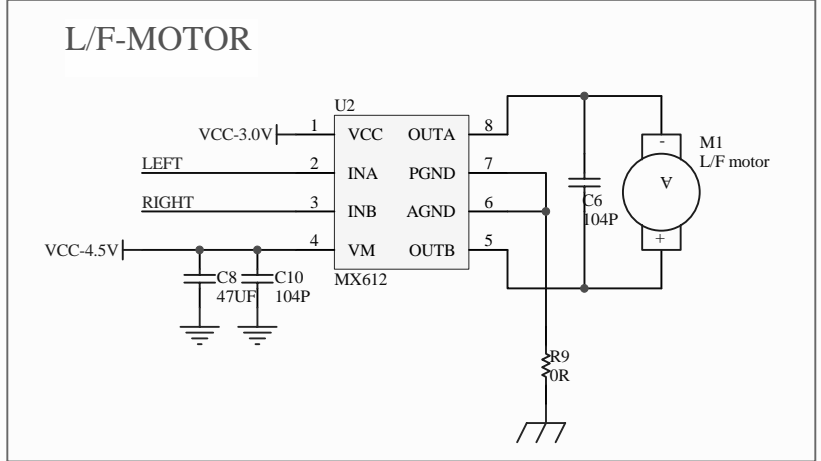 L/F-MOTOR
U2
VCC-3.0V 1 VCC OUTA 8
LEFT 2 INA PGND 7
RIGHT 3 INB AGND 6
VCC-4.5V 4 VM OUTB 5
MX612
C8
47UF
C10
104P
C6
104P
M1
L/F motor
-
A
+
R9
0R